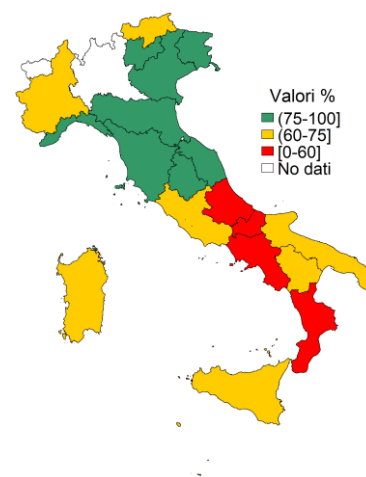 Valori %
(75-100]
(60-75]
[0-60]
No dati